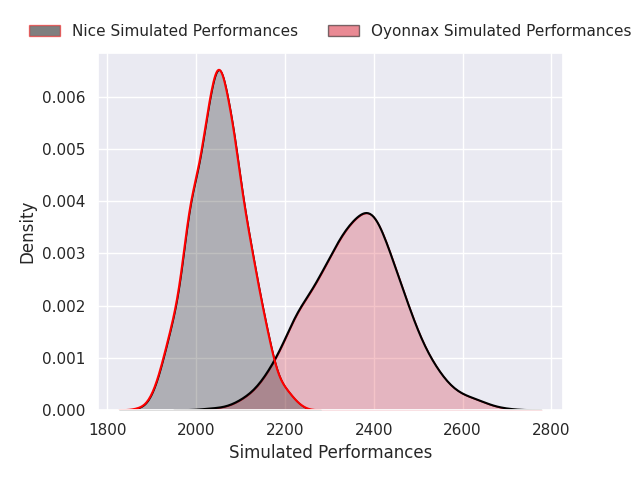 Nice Simulated Performances
Oyonnax Simulated Performances
0.006
0.005
0.004
0.003
0.002
0.001
0.000
Density
1800 2000 2200 2400 2600 2800
Simulated Performances